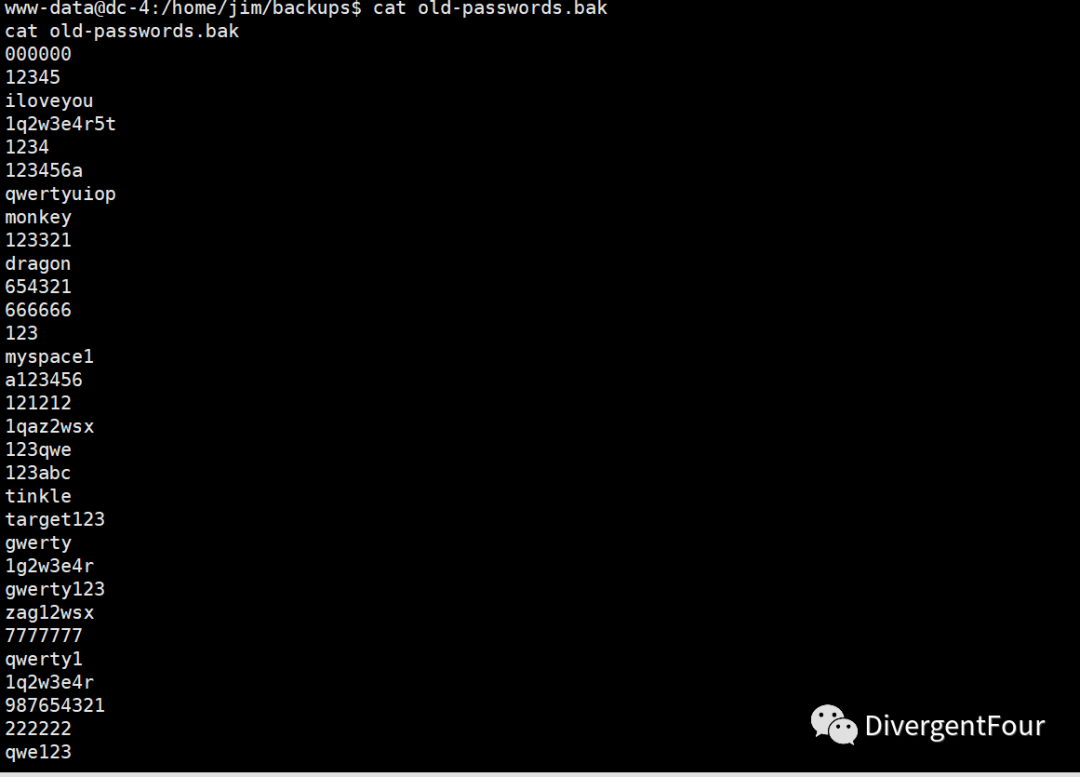 www-data@dc-4:/home/jim/backups$ cat old-passwords.bak
cat old-passwords.bak
000000
12345
iloveyou
1q2w3e4r5t
1234
123456a
qwertyuiop
monkey
123321
dragon
654321
666666
123
myspace1
a123456
121212
1qaz2wsx
123qwe
123abc
tinkle
target123
gwerty
1g2w3e4r
gwerty123
zag12wsx
7777777
qwerty1
1q2w3e4r
987654321
222222
qwe123
DivergentFour